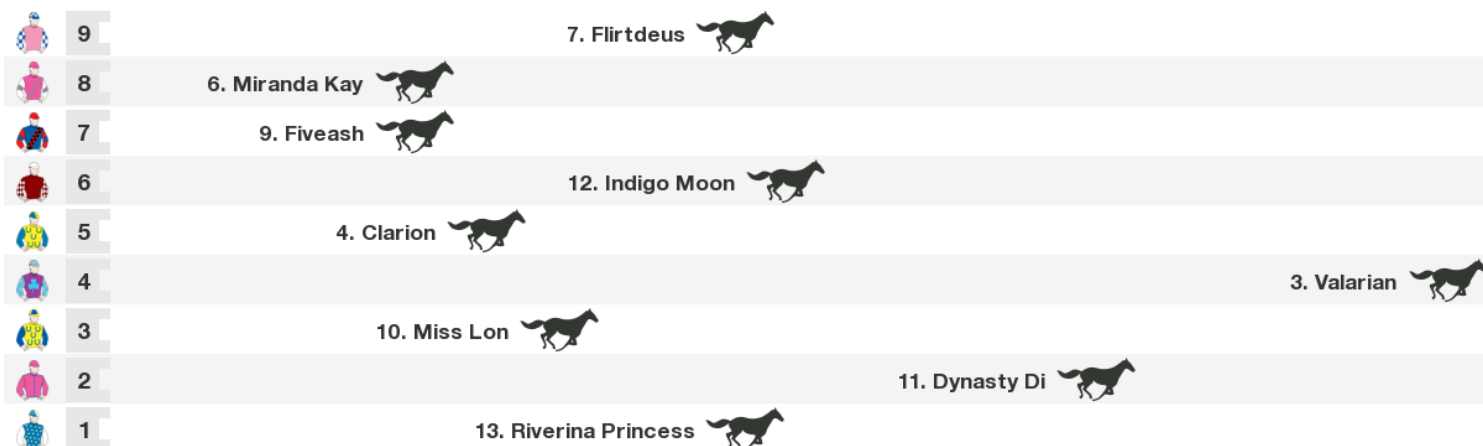 9 7. Flirtdeus
8 6. Miranda Kay
7 9. Fiveash
6 12. Indigo Moon
5 4. Clarion
4 3. Valarian
3 10. Miss Lon
2 11. Dynasty Di
1 13. Riverina Princess